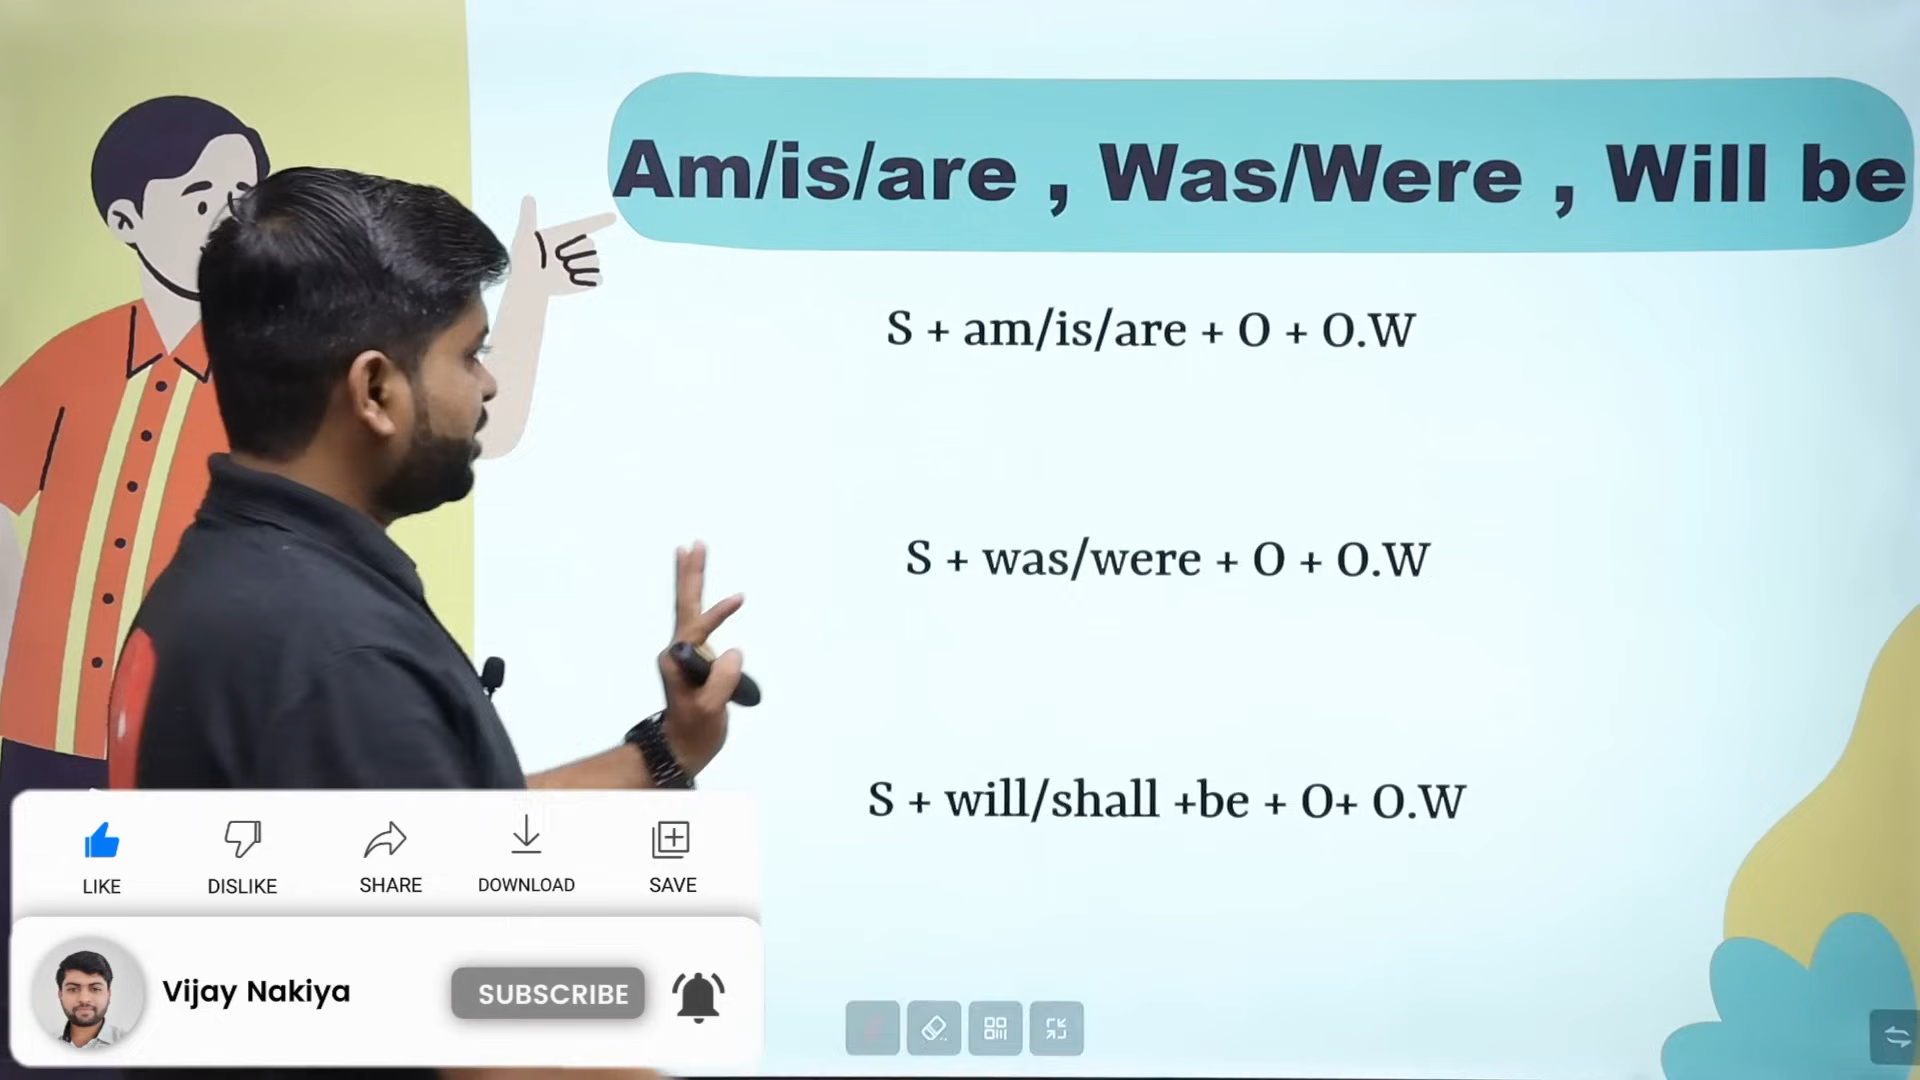 Am/is/are , Was/Were , Will be
S + am/is/are + O + O.W
S + was/were + O + O.W
S + will/shall +be + O+ O.W
LIKE
DISLIKE
SHARE
DOWNLOAD
SAVE
Vijay Nakiya
SUBSCRIBE